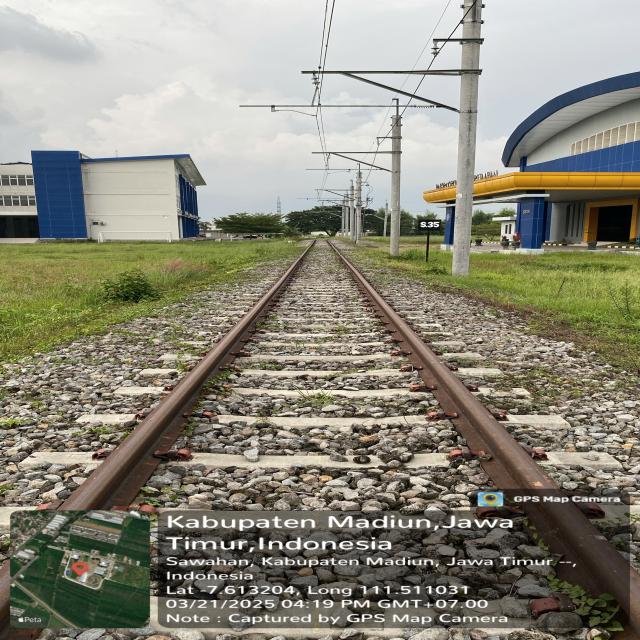 S.35
GPS Map Camera
Kabupaten Madiun,Jawa
Timur,Indonesia
Sawahan, Kabupaten Madiun, Jawa Timur --,
Indonesia
Lat -7,613204, Long 111.511031
03/21/2025 04:19 PM GMT+07.00
Note : Captured by GPS Map Camera
Peta